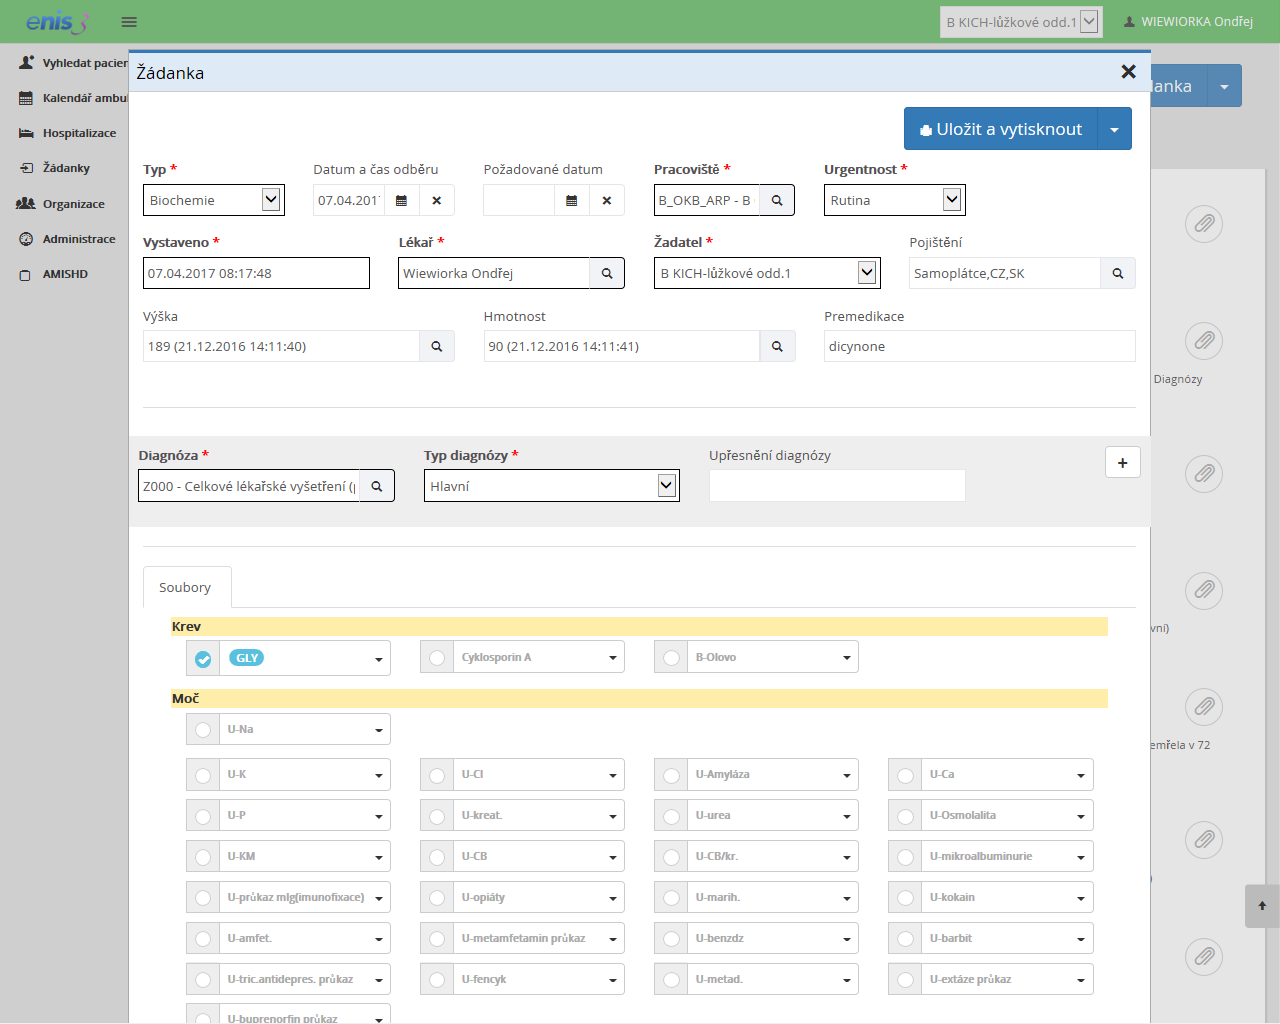 enis
B KICH-lůžkové odd.1
WIEWIORKA Ondřej
Vyhledat pacien
Kalendář ambu
Hospitalizace
Žádanky
Organizace
Administrace
AMISHD
Žádanka
danka
Uložit a vytisknout
Typ *
Datum a čas odběru
Požadované datum
Pracoviště *
Urgentnost *
Biochemie
07.04.201
B_OKB_ARP - B
Rutina
Vystaveno *
Lékař *
Žadatel *
Pojištění
07.04.2017 08:17:48
Wiewiorka Ondřej
B KICH-lůžkové odd.1
Samoplátce,CZ,SK
Výška
Hmotnost
Premedikace
189 (21.12.2016 14:11:40)
90 (21.12.2016 14:11:41)
dicynone
Diagnózy
Diagnóza *
Typ diagnózy *
Upřesnění diagnózy
Z000 - Celkové lékařské vyšetření (
Hlavní
Soubory
Krev
vní)
GLY
Cyklosporin A
B-Olovo
Moč
U-Na
emřela v 72
U-K
U-Cl
U-Amyláza
U-Ca
U-P
U-kreat.
U-urea
U-Osmolalita
U-KM
U-CB
U-CB/kr.
U-mikroalbuminurie
U-průkaz mIg(imunofixace)
U-opiáty
U-marih.
U-kokain
U-amfet.
U-metamfetamin průkaz
U-benzdz
U-barbit
U-tric.antidepres. průkaz
U-fencyk
U-metad.
U-extáze průkaz
U-buprenorfin průkaz